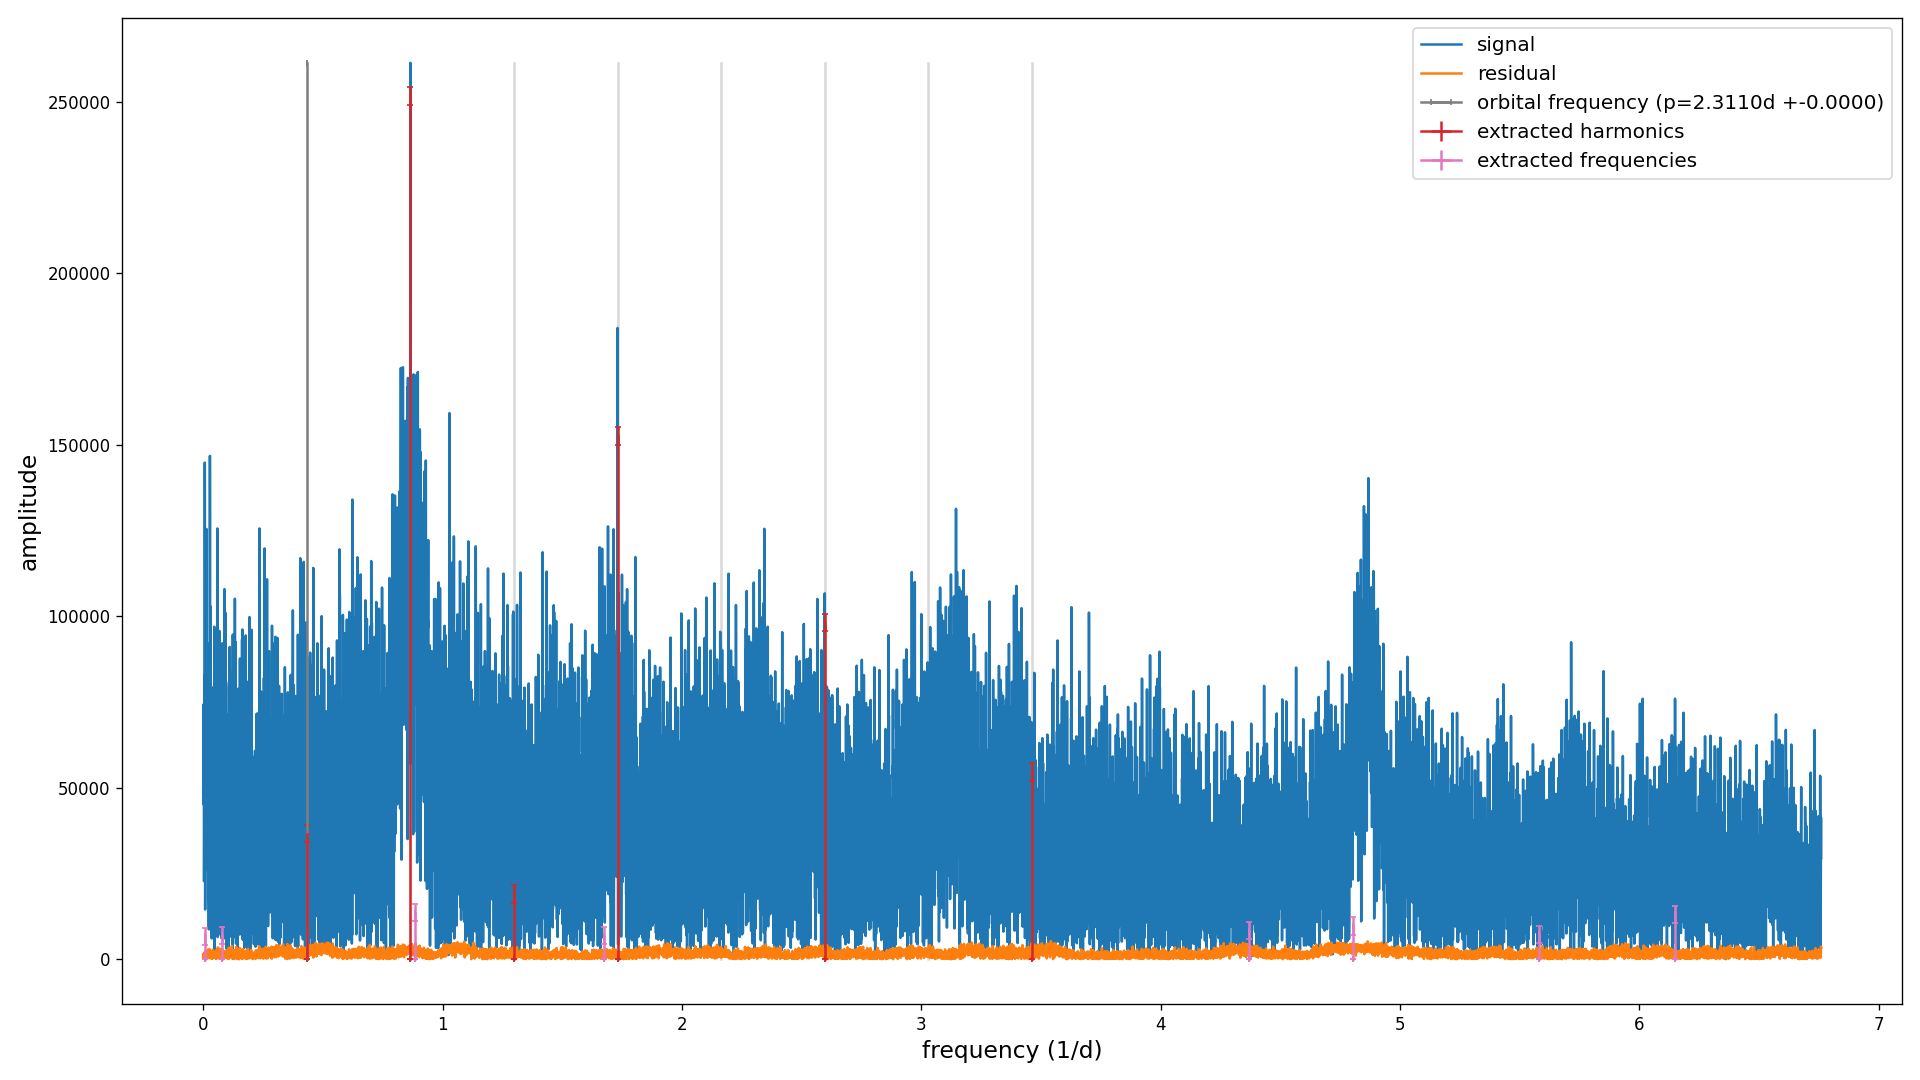 signal
residual
orbital frequency (p=2.3110d +-0.0000)
extracted harmonics
extracted frequencies
amplitude
250000
200000
150000
100000
50000
0
0 1 2 3 4 5 6 7
frequency (1/d)